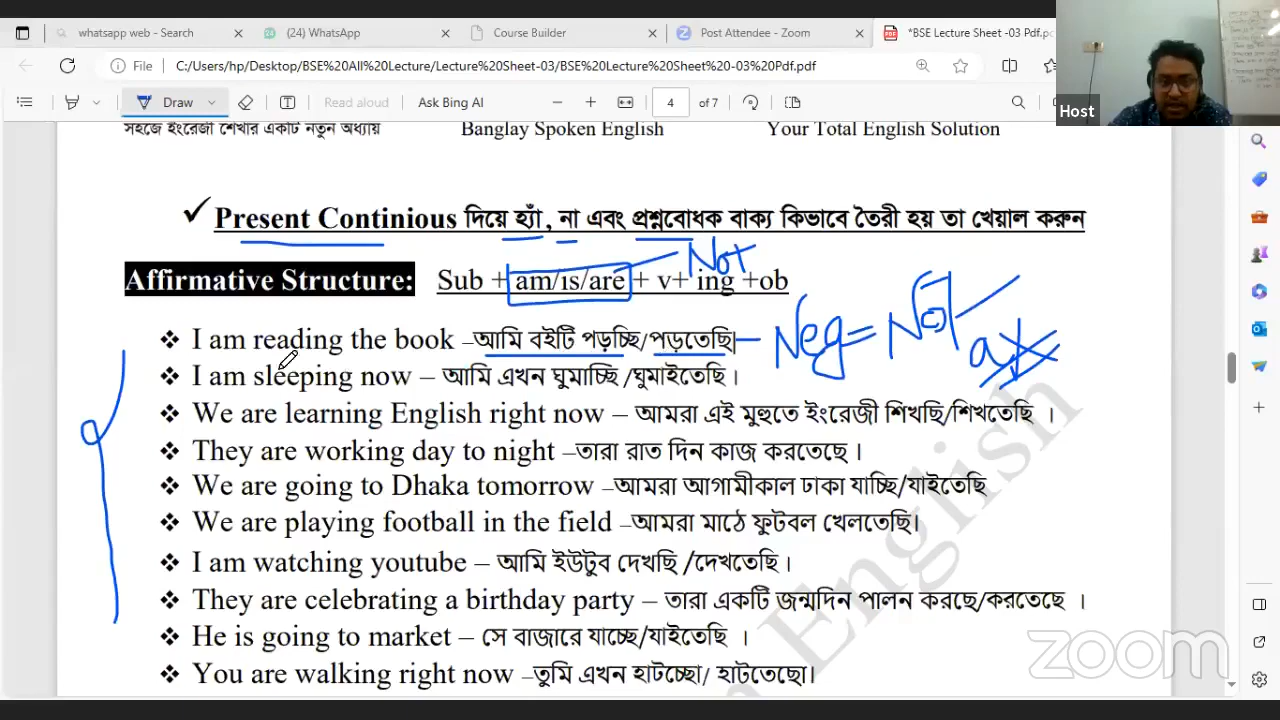 whatsapp web - Search
(24) WhatsApp
Course Builder
Post Attendee - Zoom
*BSE Lecture Sheet -03 Pdf.pc
File
C:/Users/hp/Desktop/BSE%20All%20Lecture/Lecture%20Sheet-03/BSE%20Lecture%20Sheet%20-03%20Pdf.pdf
Draw
Read aloud
Ask Bing AI
4 of 7
Host
সহজে ইংরেজী শেখার একটি নতুন অধ্যায়
Banglay Spoken English
Your Total English Solution
Present Continious দিয়ে হ্যাঁ, না এবং প্রশ্নবোধক বাক্য কিভাবে তৈরী হয় তা খেয়াল করুন
Not
Affirmative Structure: Sub + am/is/are + v+ ing +ob
I am reading the book –আমি বইটি পড়চ্ছি/পড়তেছি।
Neg = Not
I am sleeping now – আমি এখন ঘুমাচ্ছি /ঘুমাইতেছি।
We are learning English right now – আমরা এই মুহুতে ইংরেজী শিখছি/শিখতেছি ।
They are working day to night –তারা রাত দিন কাজ করতেছে।
We are going to Dhaka tomorrow –আমরা আগামীকাল ঢাকা যাচ্ছি/যাইতেছি
We are playing football in the field –আমরা মাঠে ফুটবল খেলতেছি।
I am watching youtube – আমি ইউটুব দেখছি /দেখতেছি।
They are celebrating a birthday party – তারা একটি জন্মদিন পালন করছে/করতেছে ।
He is going to market – সে বাজারে যাচ্ছে/যাইতেছি ।
You are walking right now –তুমি এখন হাটচ্ছো/ হাটতেছো।
English
zoom